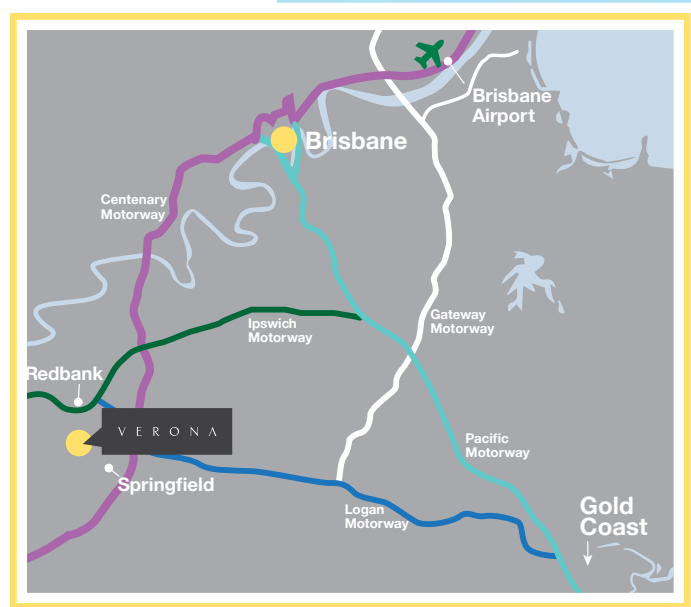 Brisbane
Airport
Brisbane
Centenary
Motorway
Ipswich
Motorway
Gateway
Motorway
Redbank
VERONA
Springfield
Pacific
Motorway
Logan
Motorway
Gold
Coast